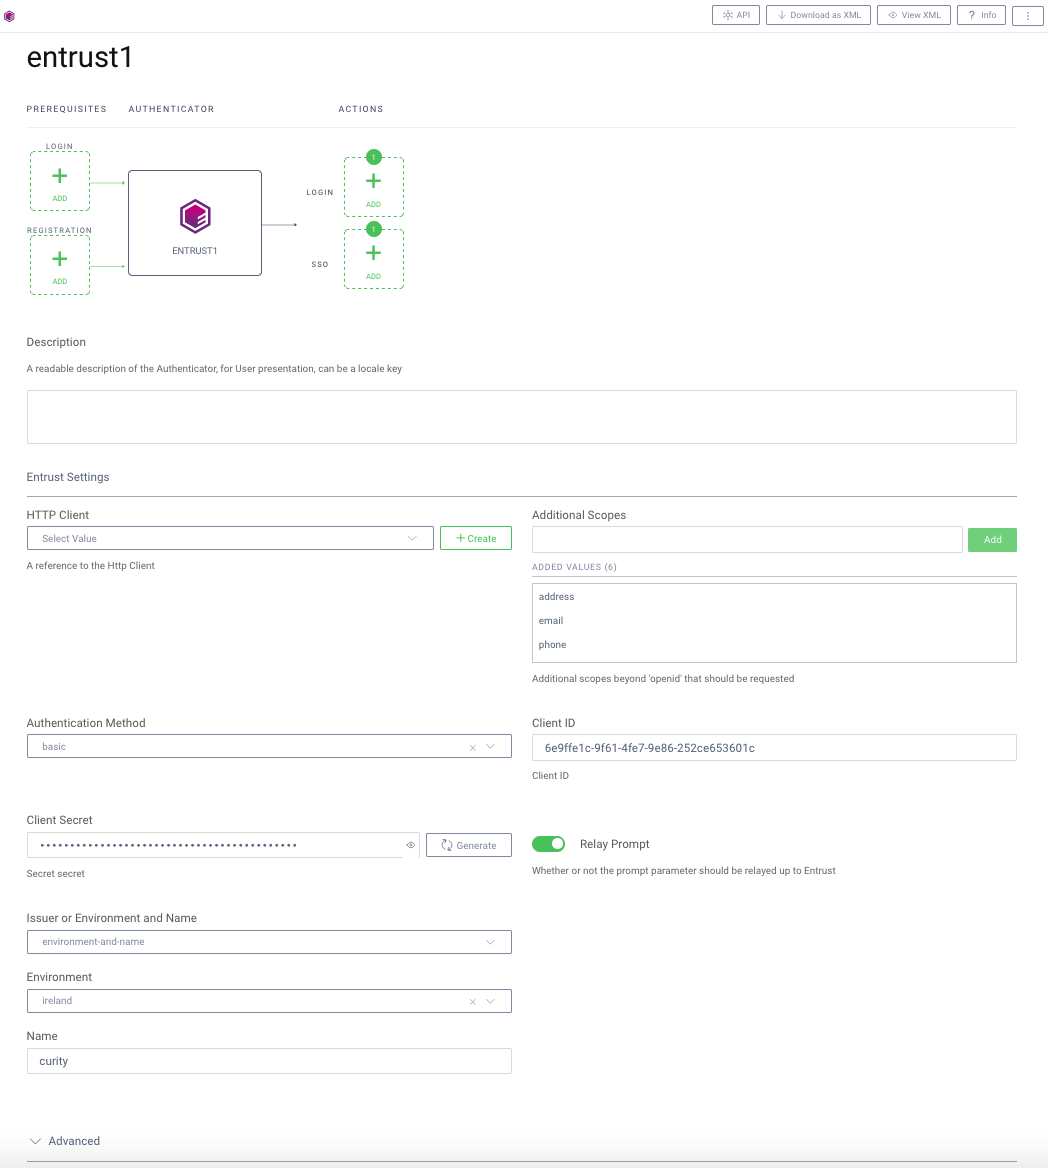 API
Download as XML
View XML
? Info
entrust1
PREREQUISITES
AUTHENTICATOR
ACTIONS
LOGIN
ADD
REGISTRATION
ADD
ENTRUST1
LOGIN
1
ADD
SSO
1
ADD
Description
A readable description of the Authenticator, for User presentation, can be a locale key
Entrust Settings
HTTP Client
Select Value
+ Create
A reference to the Http Client
Additional Scopes
Add
ADDED VALUES (6)
address
email
phone
Additional scopes beyond 'openid' that should be requested
Authentication Method
basic
Client ID
6e9ffe1c-9f61-4fe7-9e86-252ce653601c
Client ID
Client Secret
Generate
Secret secret
Relay Prompt
Whether or not the prompt parameter should be relayed up to Entrust
Issuer or Environment and Name
environment-and-name
Environment
ireland
Name
curity
Advanced